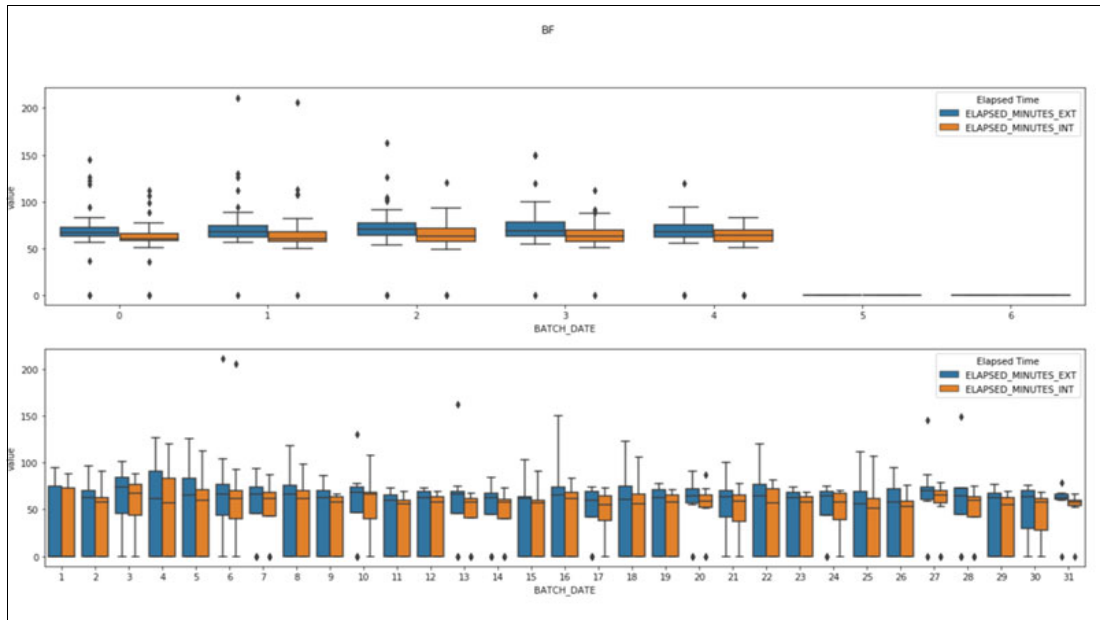 BF
Elapsed Time
ELAPSED_MINUTES_EXT
ELAPSED_MINUTES_INT
200
150
100
50
0
value
0 1 2 3 4 5 6
BATCH_DATE
Elapsed Time
ELAPSED_MINUTES_EXT
ELAPSED_MINUTES_INT
200
150
100
50
0
value
1 2 3 4 5 6 7 8 9 10 11 12 13 14 15 16 17 18 19 20 21 22 23 24 25 26 27 28 29 30 31
BATCH_DATE